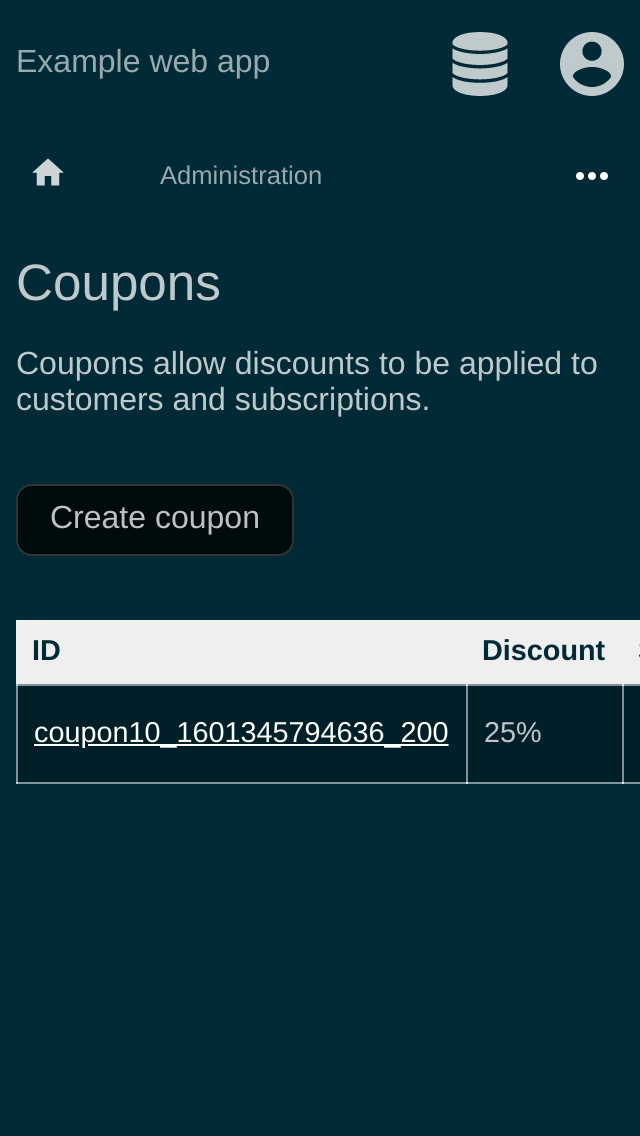 Example web app
Administration
Coupons
Coupons allow discounts to be applied to
customers and subscriptions.
Create coupon
ID Discount
coupon10_1601345794636_200 25%